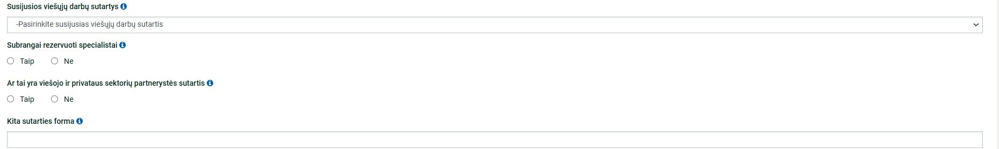 Susijusios viešųjų darbų sutartys
-Pasirinkite susijusias viešųjų darbų sutartis
Subrangai rezervuoti specialistai
Taip Ne
Ar tai yra viešojo ir privataus sektorių partnerystės sutartis
Taip Ne
Kita sutarties forma